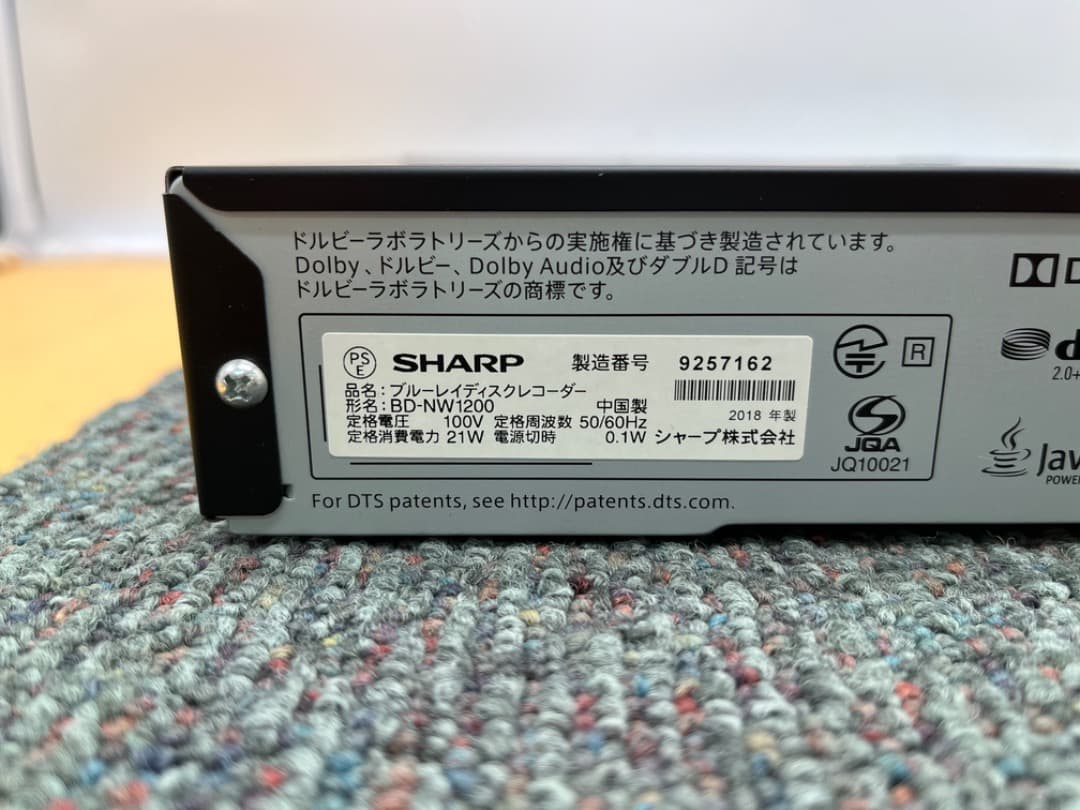 ドルビーラボラトリーズからの実施権に基づき製造されています。
Dolby、ドルビー、Dolby Audio及びダブルD 記号は
ドルビーラボラトリーズの商標です。
PS
E
SHARP 製造番号 9257162
品名：ブルーレイディスクレコーダー
形名：BD-NW1200 中国製
2018 年製
定格電圧 100V 定格周波数 50/60Hz
定格消費電力 21W 電源切時 0.1W シャープ株式会社
R
JQA
JQ10021
For DTS patents, see http://patents.dts.com.
D
d
2.0+
Jav
POWE